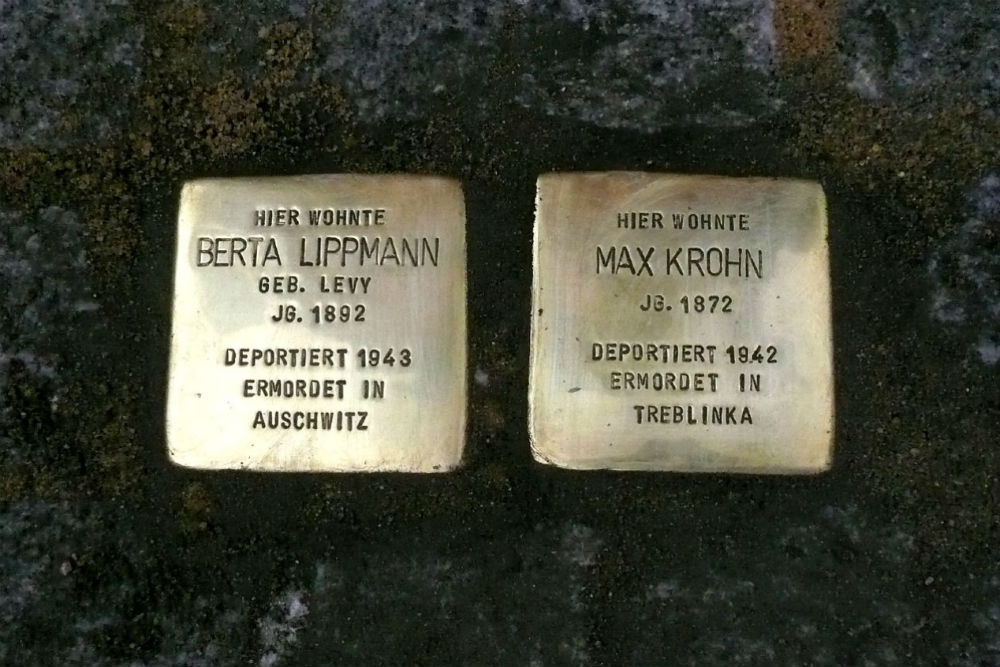 HIER WOHNTE
BERTA LIPPMANN
GEB. LEVY
JG. 1892
DEPORTIERT 1943
ERMORDET IN
AUSCHWITZ
HIER WOHNTE
MAX KROHN
JG. 1872
DEPORTIERT 1942
ERMORDET IN
TREBLINKA